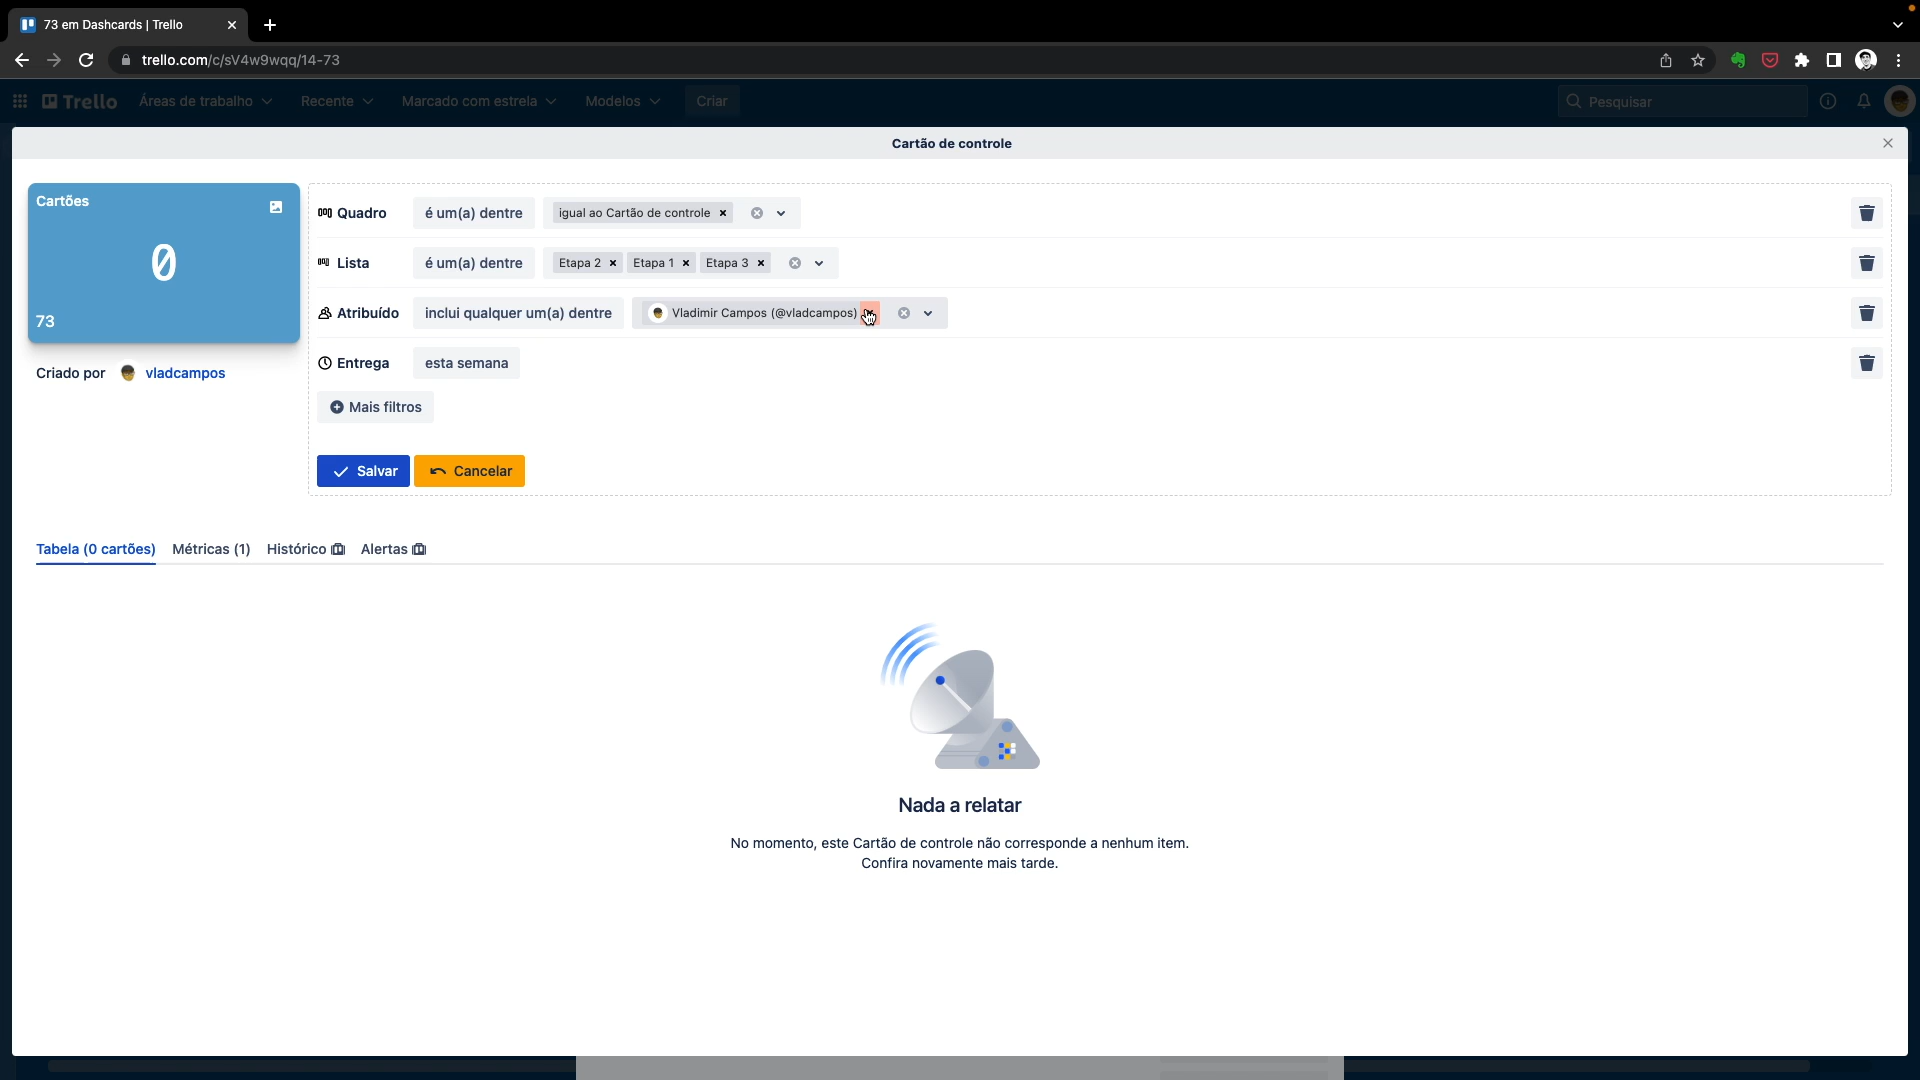 73 em Dashcards | Trello
trello.com/c/sV4w9wqq/14-73
Trello Áreas de trabalho Recente Marcado com estrela Modelos Criar Pesquisar
Cartão de controle
Cartões
0
73
Criado por vladcampos
Quadro é um(a) dentre igual ao Cartão de controle
Lista é um(a) dentre Etapa 2 Etapa 1 Etapa 3
Atribuído inclui qualquer um(a) dentre Vladimir Campos (@vladcampos)
Entrega esta semana
Mais filtros
Salvar Cancelar
Tabela (0 cartões) Métricas (1) Histórico Alertas
Nada a relatar
No momento, este Cartão de controle não corresponde a nenhum item.
Confira novamente mais tarde.